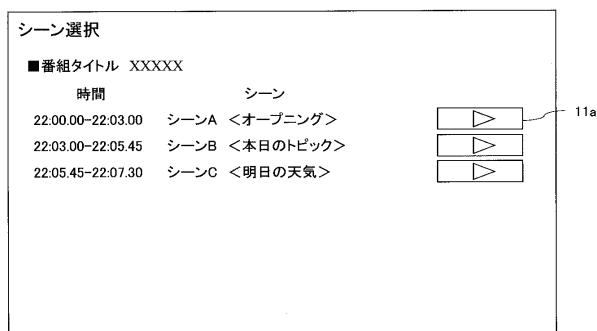 シーン選択
■番組タイトル XXXXX
時間 シーン
22:00.00-22:03.00 シーンA <オープニング> 11a
22:03.00-22:05.45 シーンB <本日のトピック>
22:05.45-22:07.30 シーンC <明日の天気>